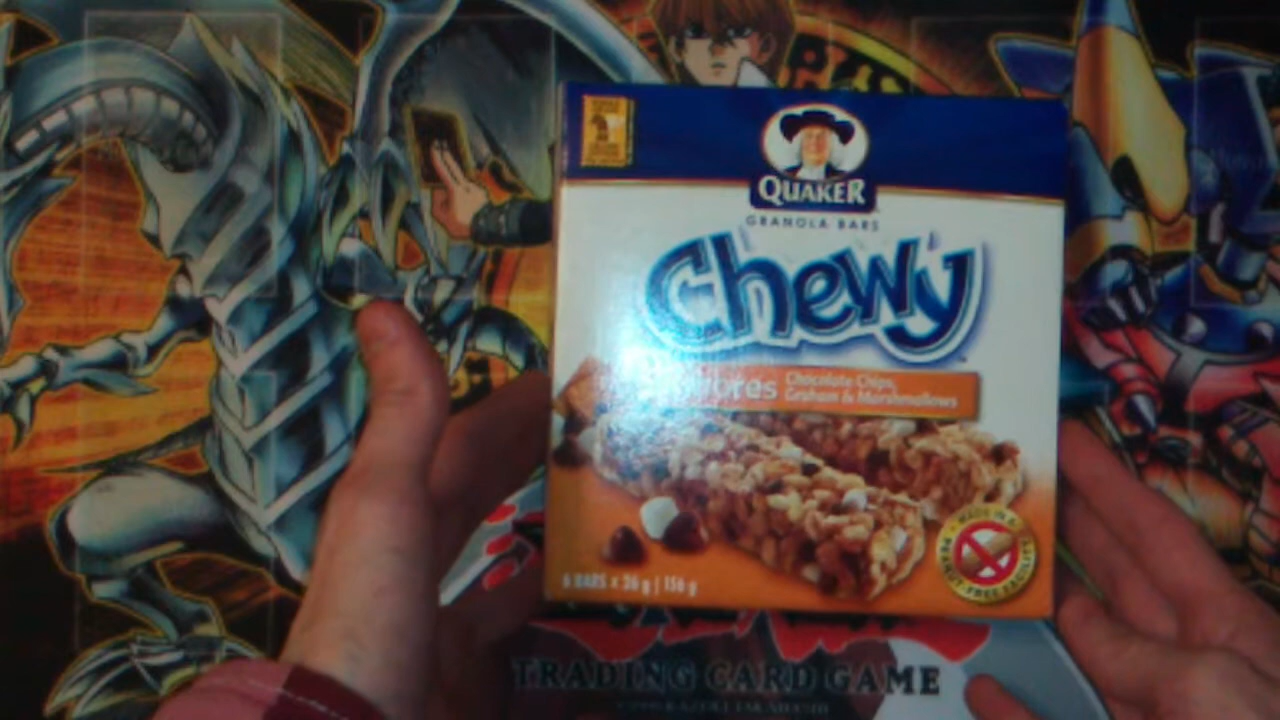 QUAKER
GRANOLA BARS
Chewy
ores Chocolate Chips,
Graham & Marshmallows
MADE IN A
PEANUT-FREE FACILITY
6 BARS x 26 g | 156 g
TRADING CARD GAME